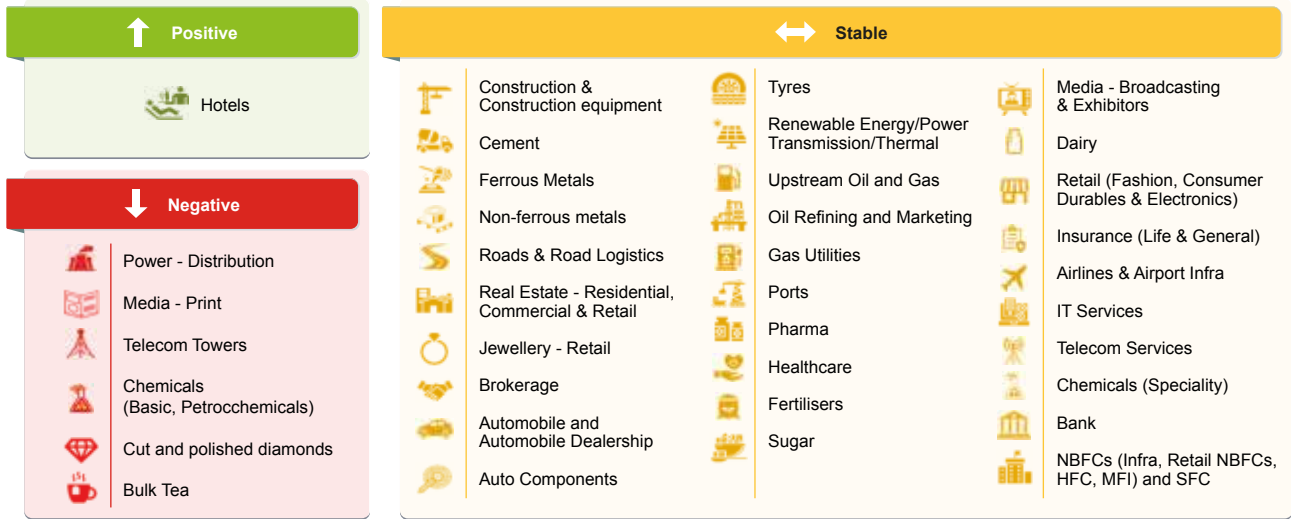 Positive
Hotels
Negative
Power - Distribution
Media - Print
Telecom Towers
Chemicals
(Basic, Petrocchemicals)
Cut and polished diamonds
Bulk Tea
Stable
Construction &
Construction equipment
Cement
Ferrous Metals
Non-ferrous metals
Roads & Road Logistics
Real Estate - Residential,
Commercial & Retail
Jewellery - Retail
Brokerage
Automobile and
Automobile Dealership
Auto Components
Tyres
Renewable Energy/Power
Transmission/Thermal
Upstream Oil and Gas
Oil Refining and Marketing
Gas Utilities
Ports
Pharma
Healthcare
Fertilisers
Sugar
Media - Broadcasting
& Exhibitors
Dairy
Retail (Fashion, Consumer
Durables & Electronics)
Insurance (Life & General)
Airlines & Airport Infra
IT Services
Telecom Services
Chemicals (Speciality)
Bank
NBFCs (Infra, Retail NBFCs,
HFC, MFI) and SFC